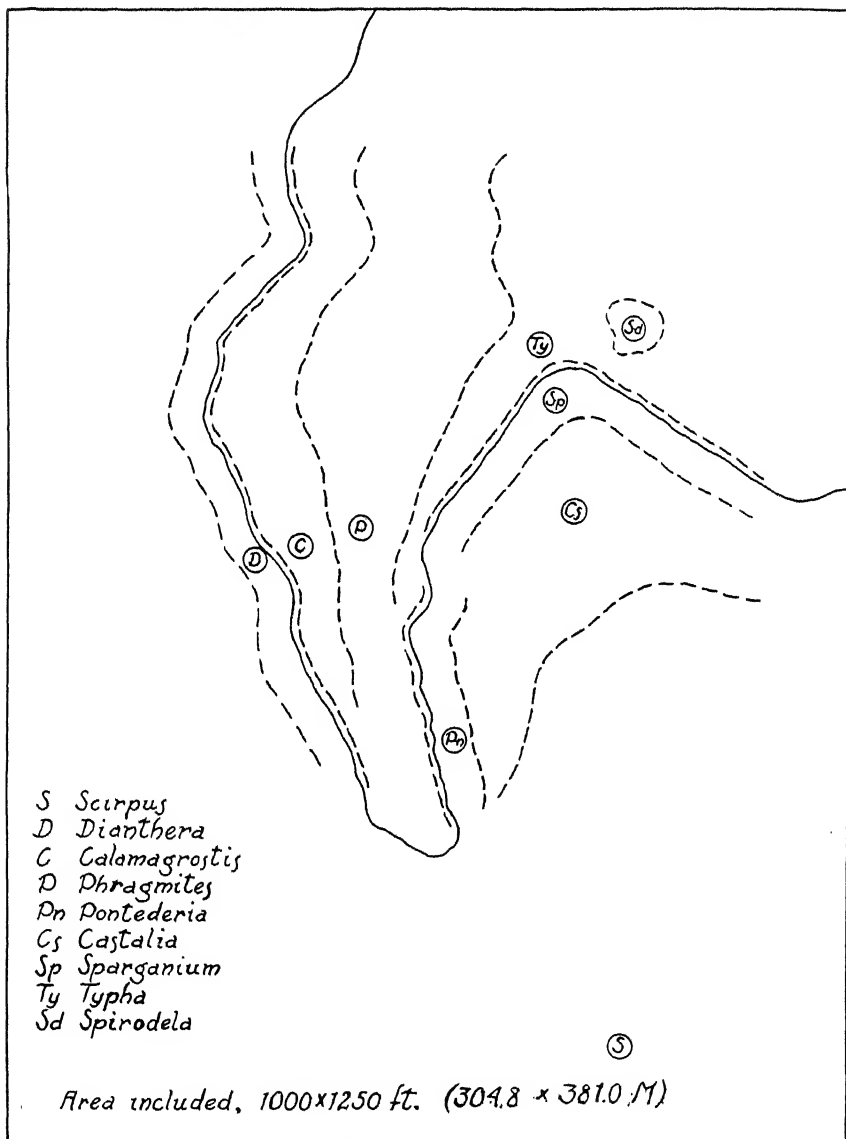 Sd
Ty
Sp
Cs
P
C
D
Pn
S Scirpus
D Dianthera
C Calamagrostis
P Phragmites
Pn Pontederia
Cs Castalia
Sp Sparganium
Ty Typha
Sd Spirodela
S
Area included, 1000×1250 ft. (304.8 × 381.0 M)